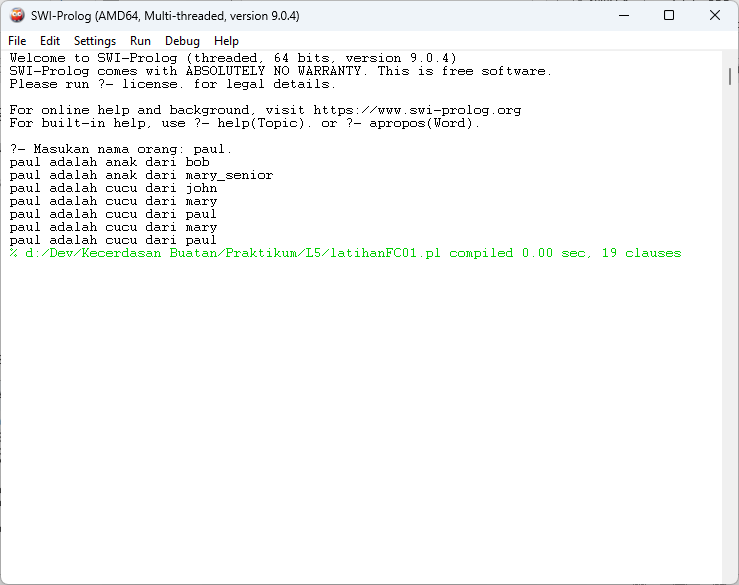 SWI-Prolog (AMD64, Multi-threaded, version 9.0.4)
File Edit Settings Run Debug Help
Welcome to SWI-Prolog (threaded, 64 bits, version 9.0.4)
SWI-Prolog comes with ABSOLUTELY NO WARRANTY. This is free software.
Please run ?- license. for legal details.
For online help and background, visit https://www.swi-prolog.org
For built-in help, use ?- help(Topic). or ?- apropos(Word).
?- Masukan nama orang: paul.
paul adalah anak dari bob
paul adalah anak dari mary_senior
paul adalah cucu dari john
paul adalah cucu dari mary
paul adalah cucu dari paul
paul adalah cucu dari mary
paul adalah cucu dari paul
% d:/Dev/Kecerdasan Buatan/Praktikum/L5/latihanFC01.pl compiled 0.00 sec, 19 clauses